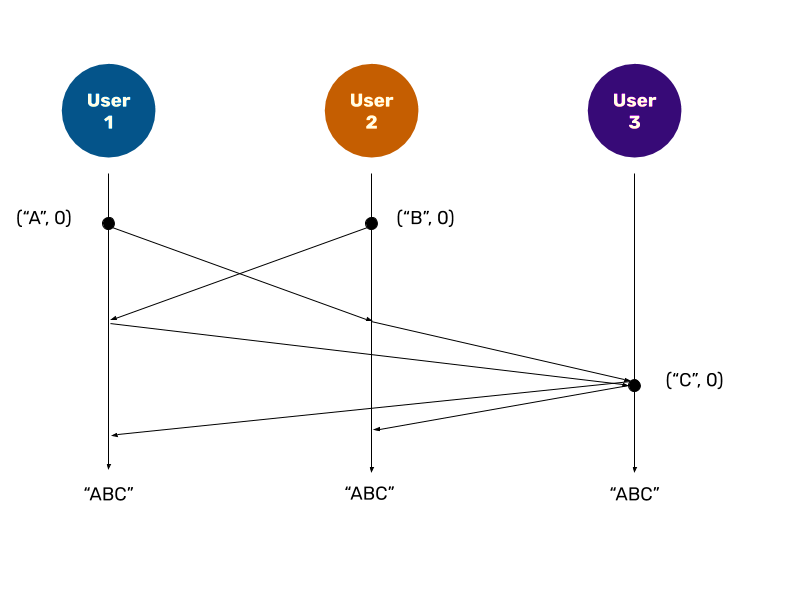 User
1
User
2
User
3
(“A”, 0)
(“B”, 0)
(“C”, 0)
“ABC”
“ABC”
“ABC”